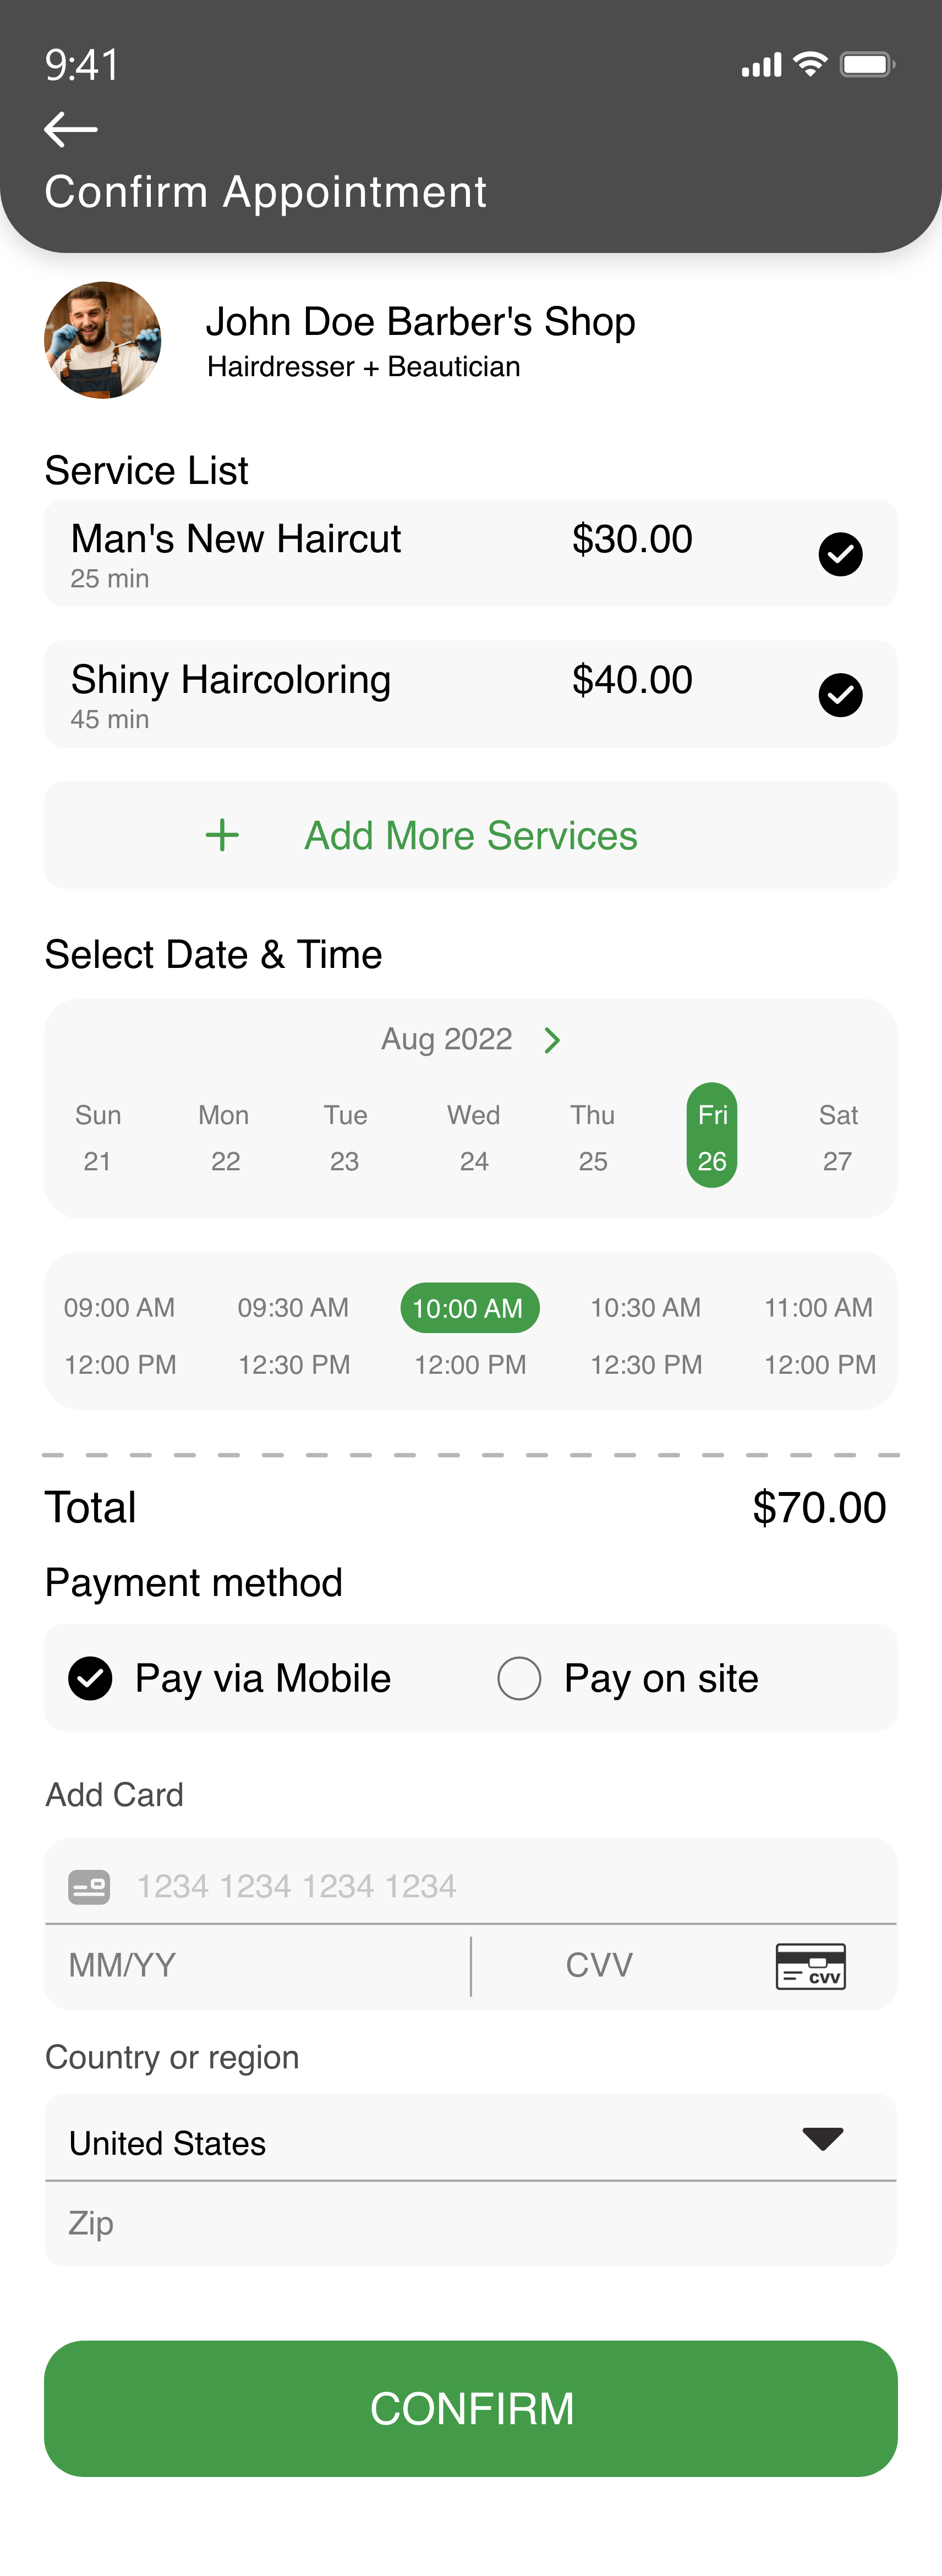 9:41
Confirm Appointment
John Doe Barber's Shop
Hairdresser + Beautician
Service List
Man's New Haircut $30.00
25 min
Shiny Haircoloring $40.00
45 min
+ Add More Services
Select Date & Time
Aug 2022 >
Sun Mon Tue Wed Thu Fri Sat
21 22 23 24 25 26 27
09:00 AM 09:30 AM 10:00 AM 10:30 AM 11:00 AM
12:00 PM 12:30 PM 12:00 PM 12:30 PM 12:00 PM
Total $70.00
Payment method
Pay via Mobile Pay on site
Add Card
1234 1234 1234 1234
MM/YY CVV CVV
Country or region
United States
Zip
CONFIRM